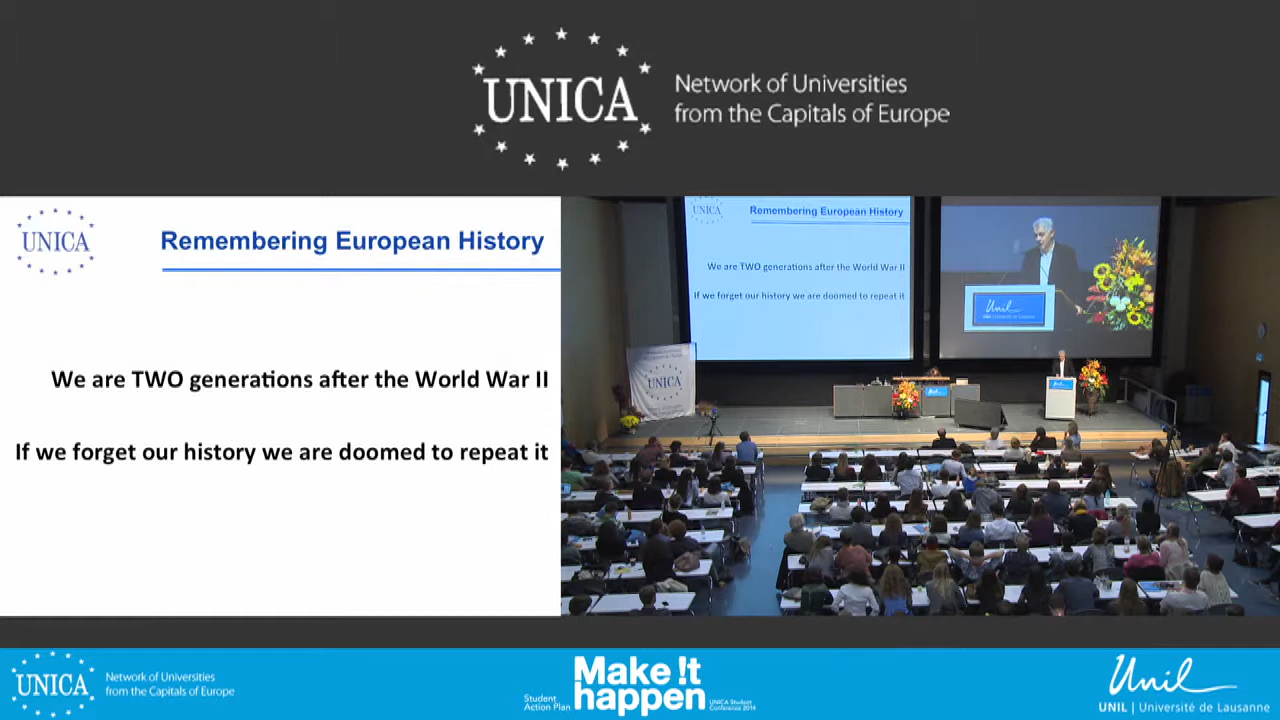 UNICA
Network of Universities
from the Capitals of Europe
UNICA
Remembering European History
We are TWO generations after the World War II
If we forget our history we are doomed to repeat it
UNICA
Remembering European History
We are TWO generations after the World War II
If we forget our history we are doomed to repeat it
Unil
UNICA
Unil
UNICA
Network of Universities
from the Capitals of Europe
Student
Action Plan
Make !t
happen
UNICA Student
Conference 2014
Unil
UNIL | Université de Lausanne